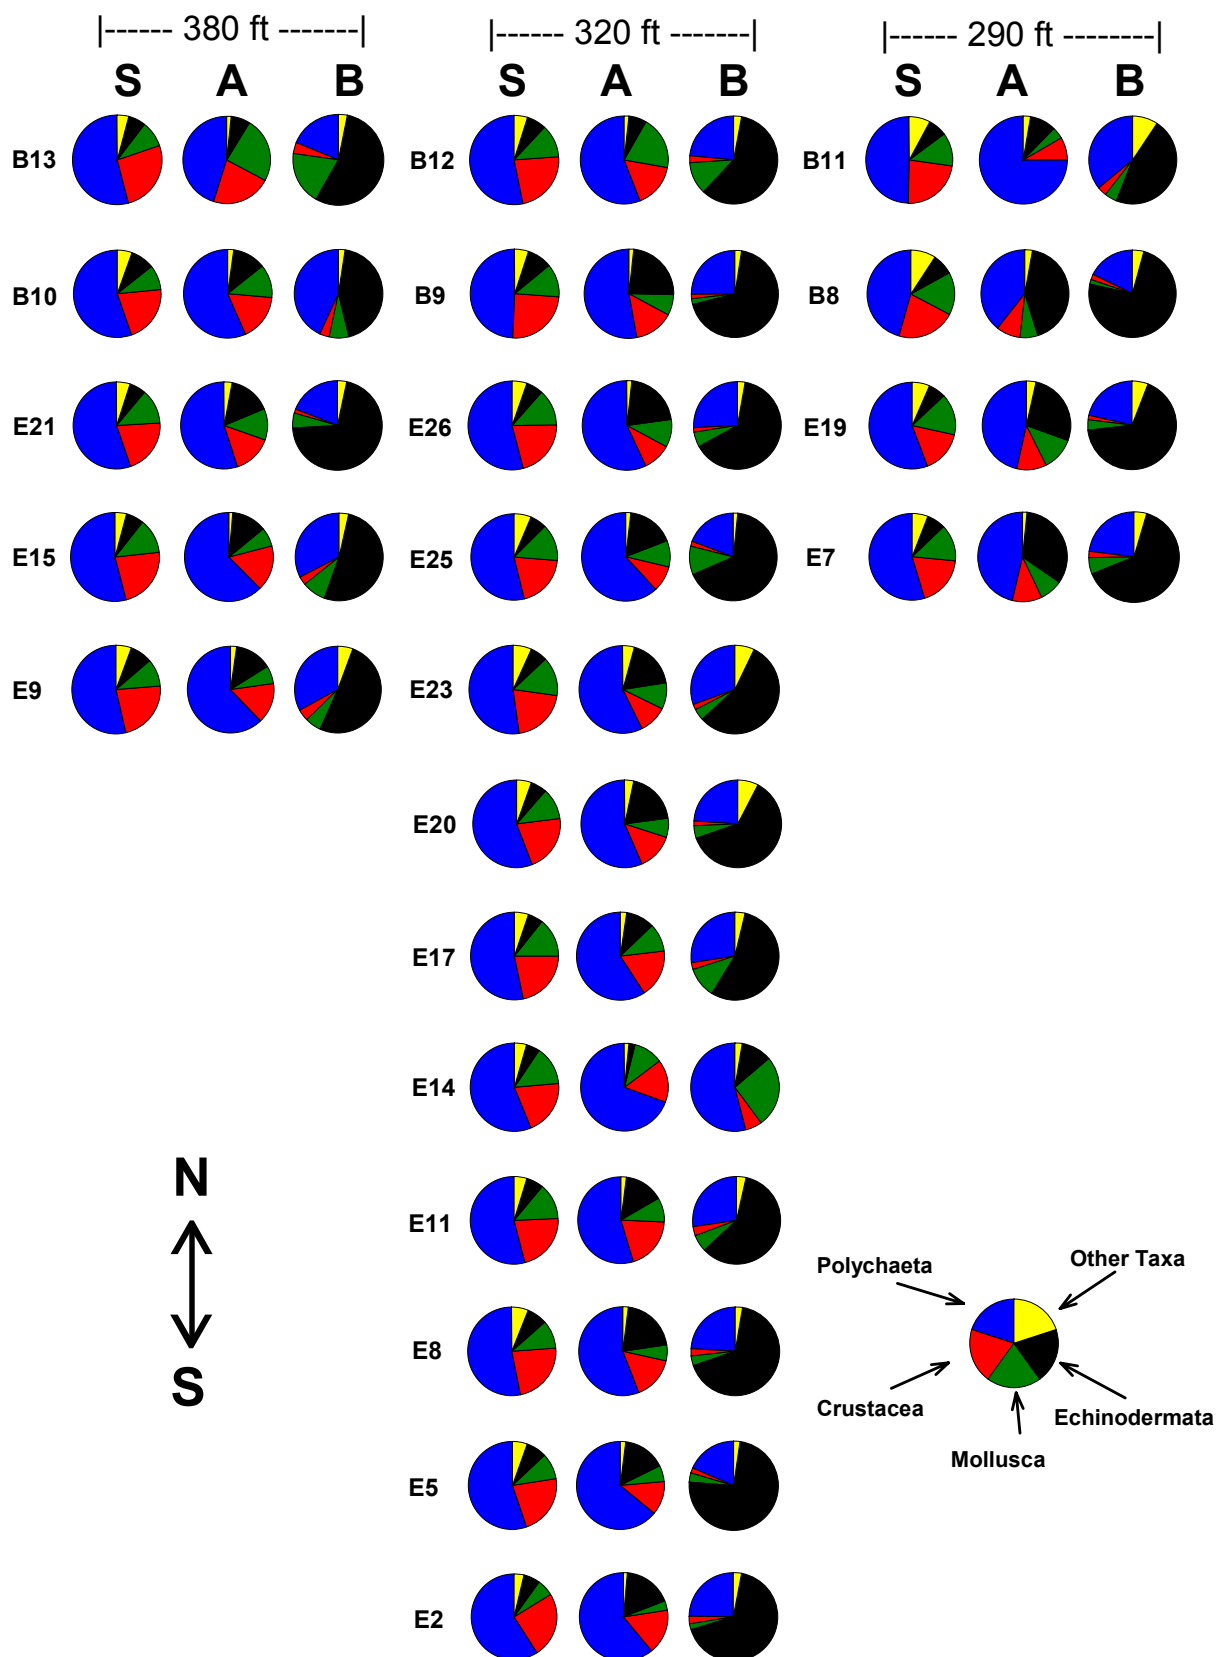 |------ 380 ft -------| |------ 320 ft -------| |------ 290 ft --------|
S A B S A B S A B
B13 B12 B11
B10 B9 B8
E21 E26 E19
E15 E25 E7
E9 E23
E20
E17
E14
E11
N
S
E8
E5
E2
Polychaeta Other Taxa
Crustacea Echinodermata
Mollusca